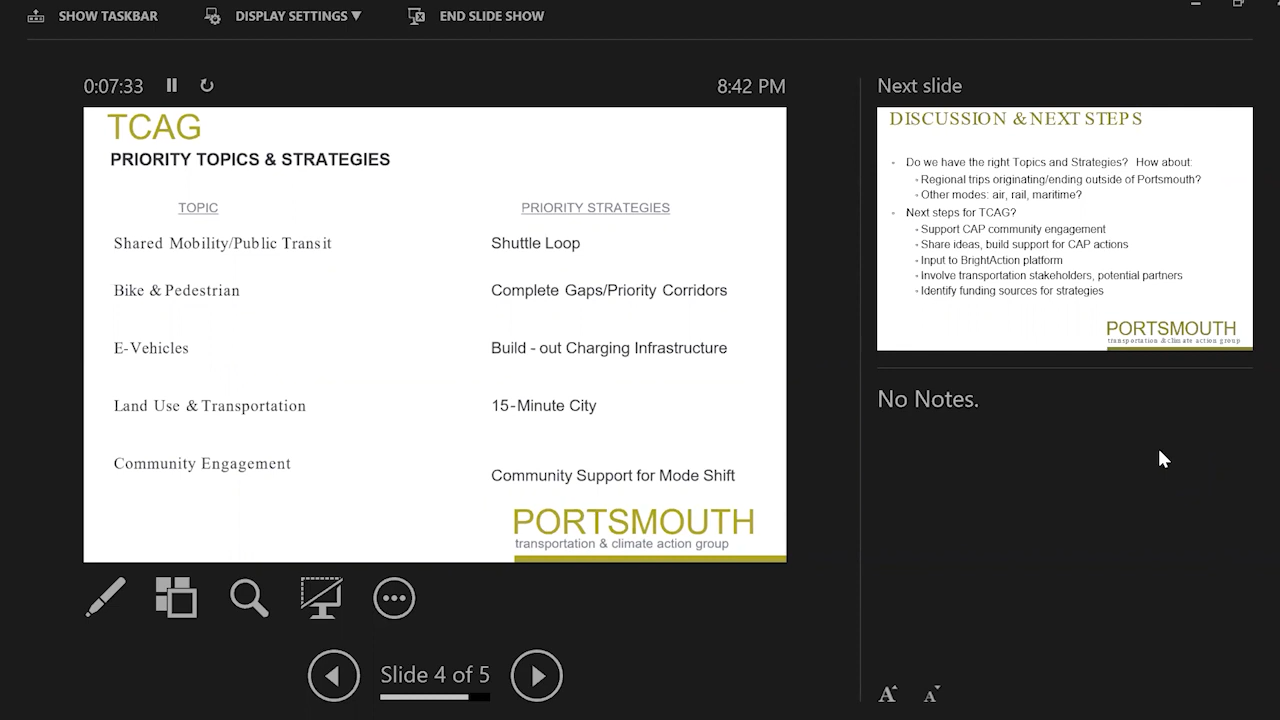 SHOW TASKBAR
DISPLAY SETTINGS ▼
END SLIDE SHOW
0:07:33
8:42 PM
TCAG
PRIORITY TOPICS & STRATEGIES
TOPIC
PRIORITY STRATEGIES
Shared Mobility/Public Transit
Shuttle Loop
Bike & Pedestrian
Complete Gaps/Priority Corridors
E-Vehicles
Build - out Charging Infrastructure
Land Use & Transportation
15-Minute City
Community Engagement
Community Support for Mode Shift
PORTSMOUTH
transportation & climate action group
Slide 4 of 5
Next slide
DISCUSSION & NEXT STEPS
- Do we have the right Topics and Strategies? How about:
• Regional trips originating/ending outside of Portsmouth?
• Other modes: air, rail, maritime?
- Next steps for TCAG?
• Support CAP community engagement
• Share ideas, build support for CAP actions
• Input to BrightAction platform
• Involve transportation stakeholders, potential partners
• Identify funding sources for strategies
PORTSMOUTH
transportation & climate action group
No Notes.
A A